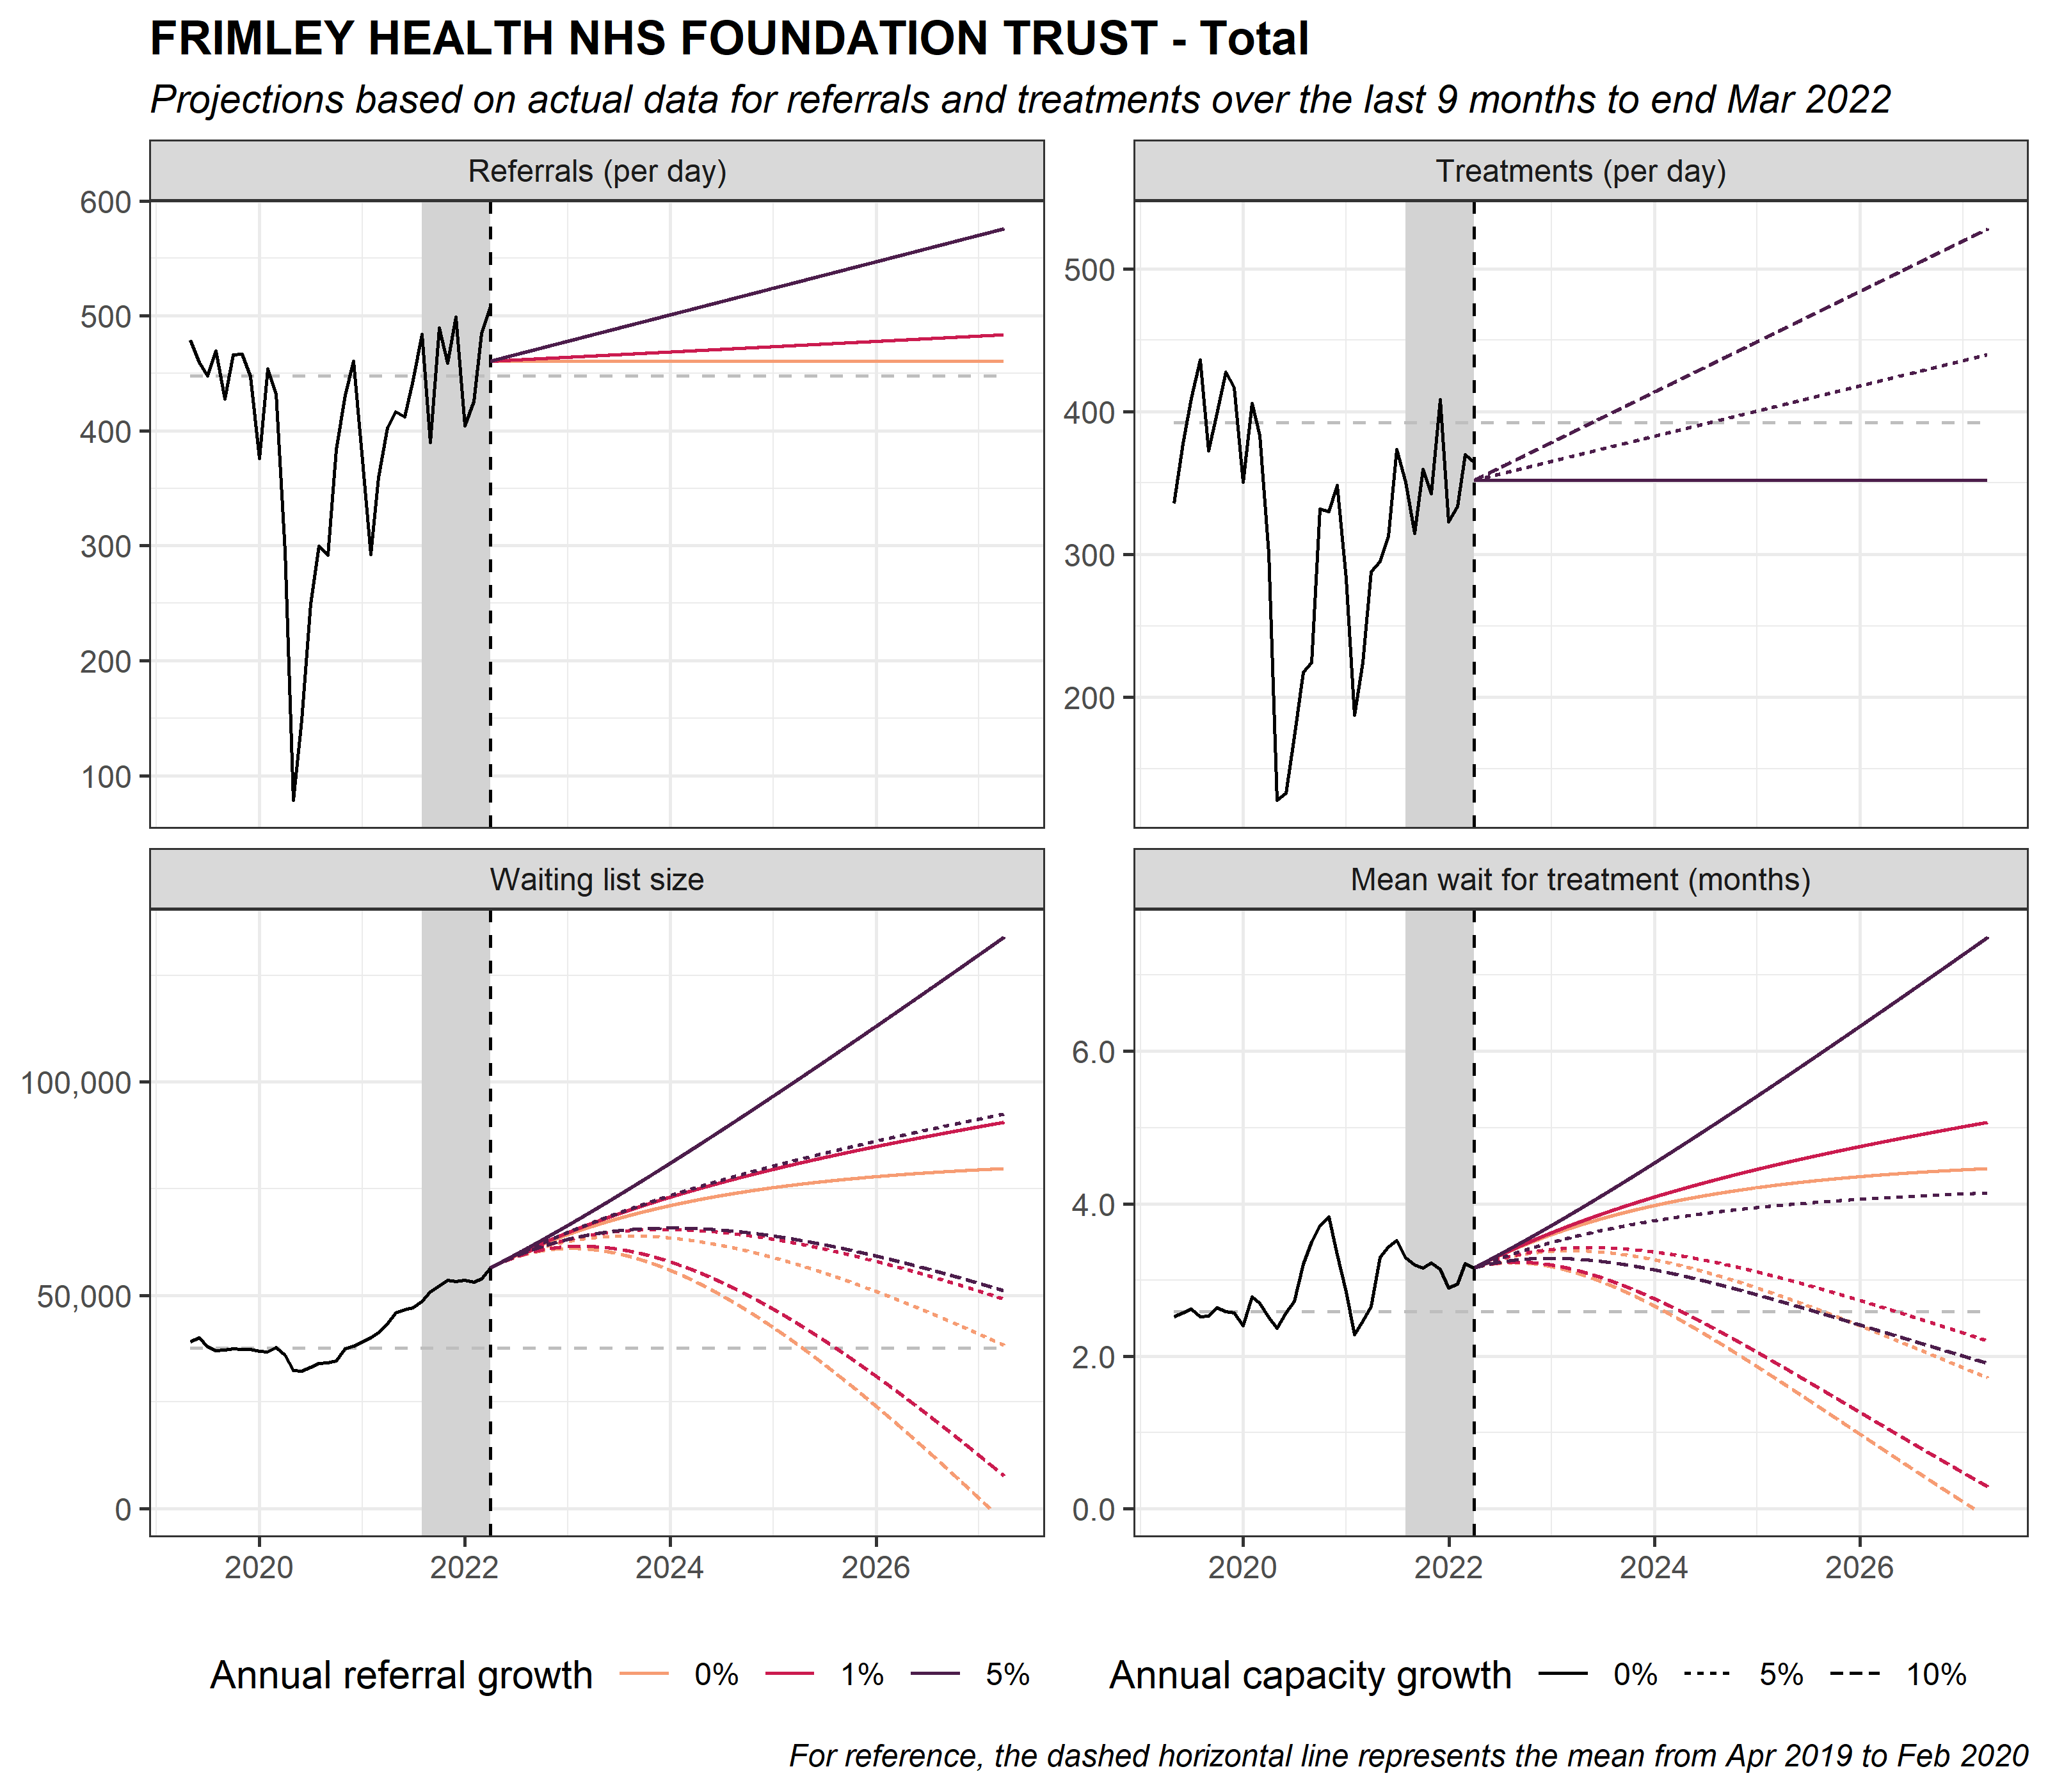 FRIMLEY HEALTH NHS FOUNDATION TRUST - Total
Projections based on actual data for referrals and treatments over the last 9 months to end Mar 2022
Referrals (per day)
600
500
400
300
200
100
Treatments (per day)
500
400
300
200
Waiting list size
100,000
50,000
0
2020 2022 2024 2026
Mean wait for treatment (months)
6.0
4.0
2.0
0.0
2020 2022 2024 2026
Annual referral growth 0% 1% 5%
Annual capacity growth 0% 5% 10%
For reference, the dashed horizontal line represents the mean from Apr 2019 to Feb 2020